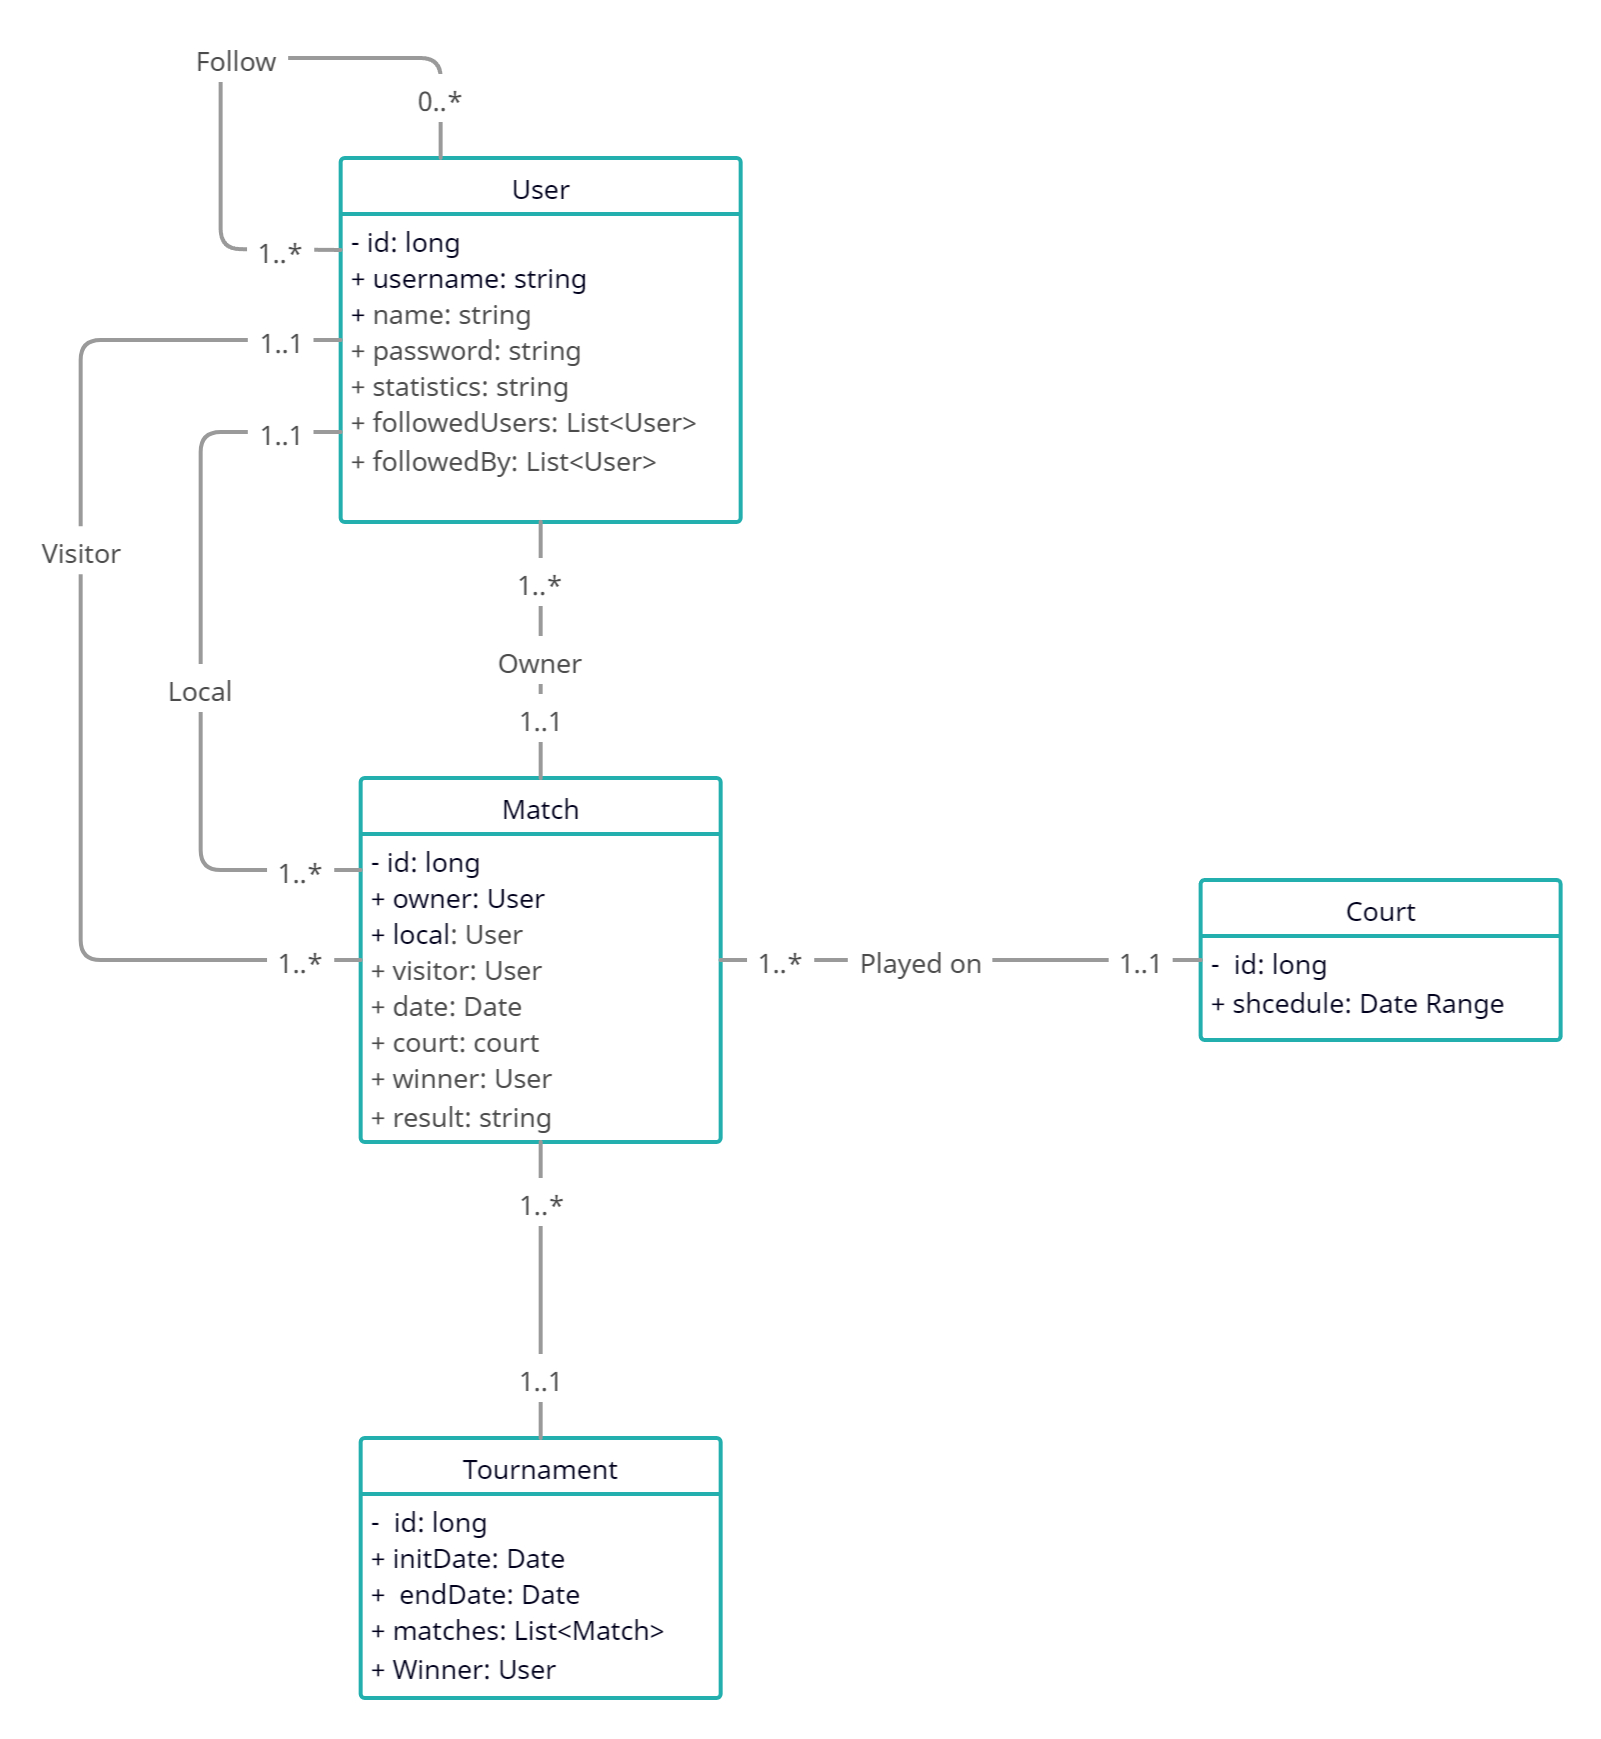 Follow
0..*
User
- id: long
+ username: string
+ name: string
+ password: string
+ statistics: string
+ followedUsers: List<User>
+ followedBy: List<User>
1..*
1..1
1..1
Visitor
Local
1..*
Owner
1..1
Match
- id: long
+ owner: User
+ local: User
+ visitor: User
+ date: Date
+ court: court
+ winner: User
+ result: string
1..*
1..*
1..*
Played on
1..1
Court
- id: long
+ shcedule: Date Range
1..*
1..1
Tournament
- id: long
+ initDate: Date
+ endDate: Date
+ matches: List<Match>
+ Winner: User